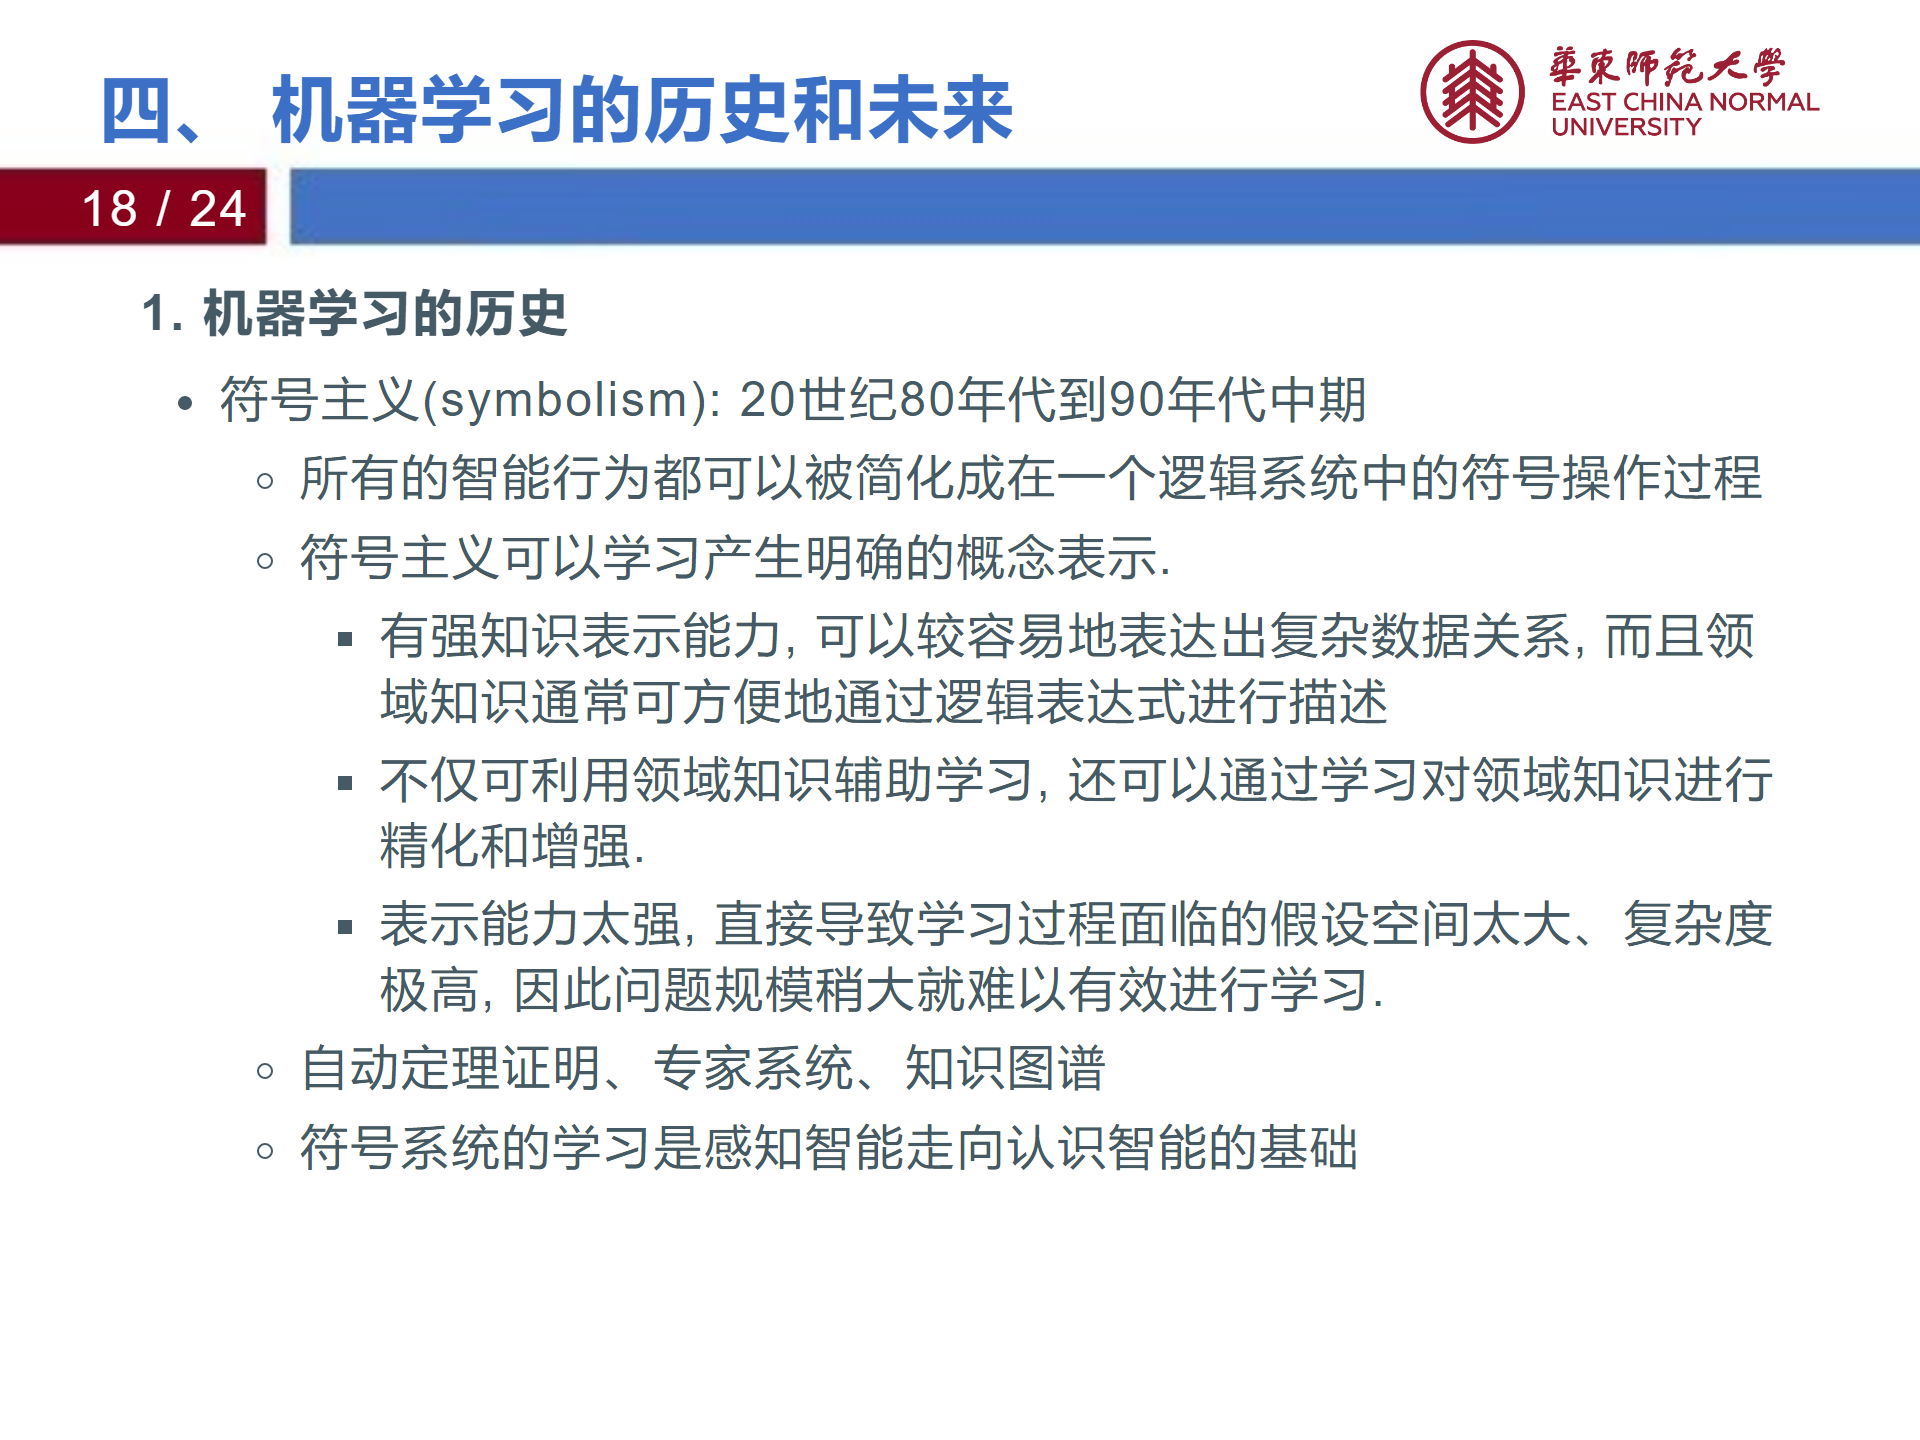 四、 机器学习的历史和未来
華東师范大學
EAST CHINA NORMAL
UNIVERSITY
18 / 24
1. 机器学习的历史
• 符号主义(symbolism): 20世纪80年代到90年代中期
○ 所有的智能行为都可以被简化成在一个逻辑系统中的符号操作过程
○ 符号主义可以学习产生明确的概念表示.
▪ 有强知识表示能力, 可以较容易地表达出复杂数据关系, 而且领
域知识通常可方便地通过逻辑表达式进行描述
▪ 不仅可利用领域知识辅助学习, 还可以通过学习对领域知识进行
精化和增强.
▪ 表示能力太强, 直接导致学习过程面临的假设空间太大、复杂度
极高, 因此问题规模稍大就难以有效进行学习.
○ 自动定理证明、专家系统、知识图谱
○ 符号系统的学习是感知智能走向认识智能的基础